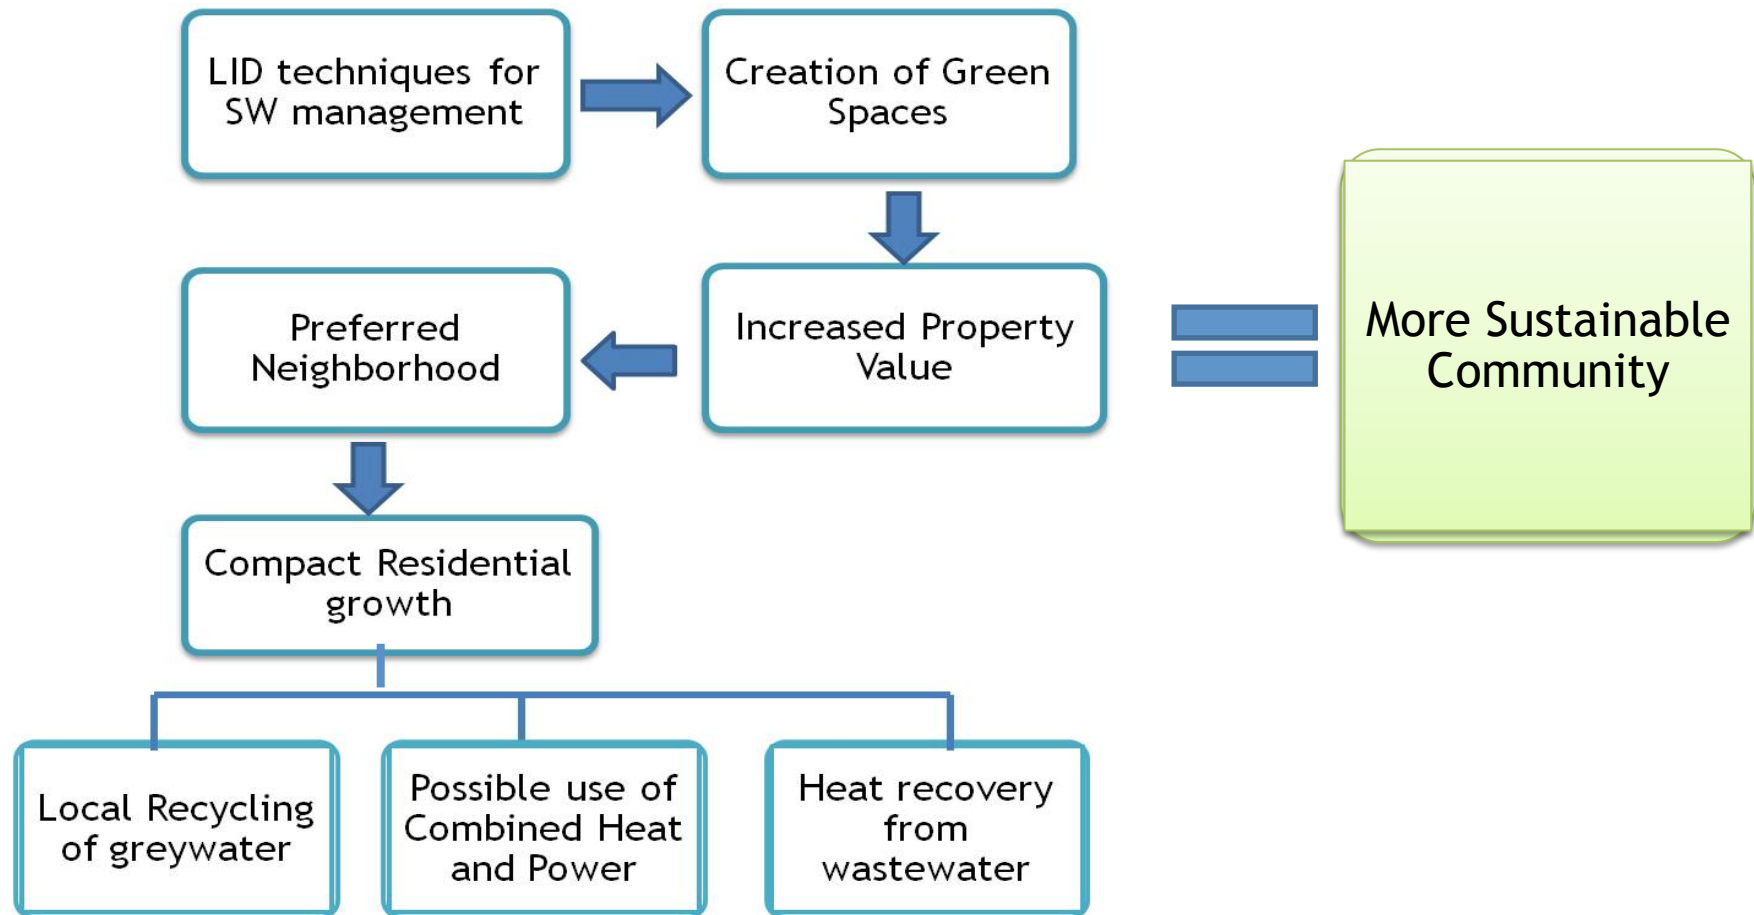 LID techniques for
SW management
Creation of Green
Spaces
Increased Property
Value
Preferred
Neighborhood
Compact Residential
growth
Local Recycling
of greywater
Possible use of
Combined Heat
and Power
Heat recovery
from
wastewater
More Sustainable
Community